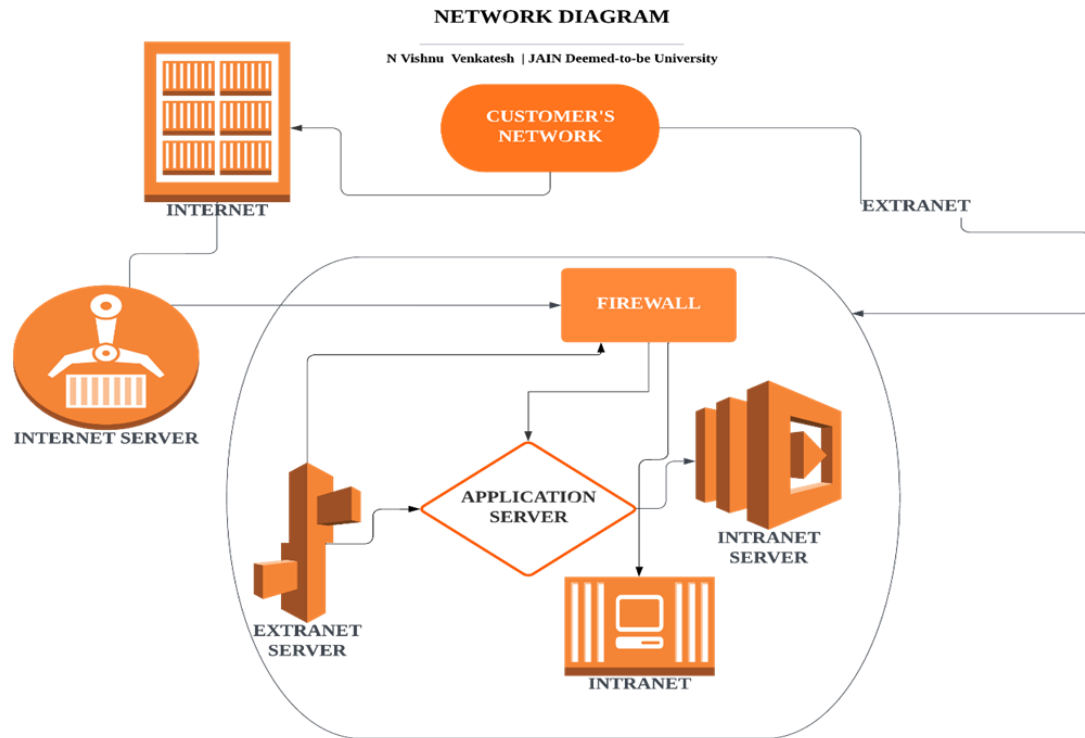 NETWORK DIAGRAM
N Vishnu Venkatesh | JAIN Deemed-to-be University
CUSTOMER'S
NETWORK
INTERNET
EXTRANET
FIREWALL
INTERNET SERVER
APPLICATION
SERVER
INTRANET
SERVER
EXTRANET
SERVER
INTRANET